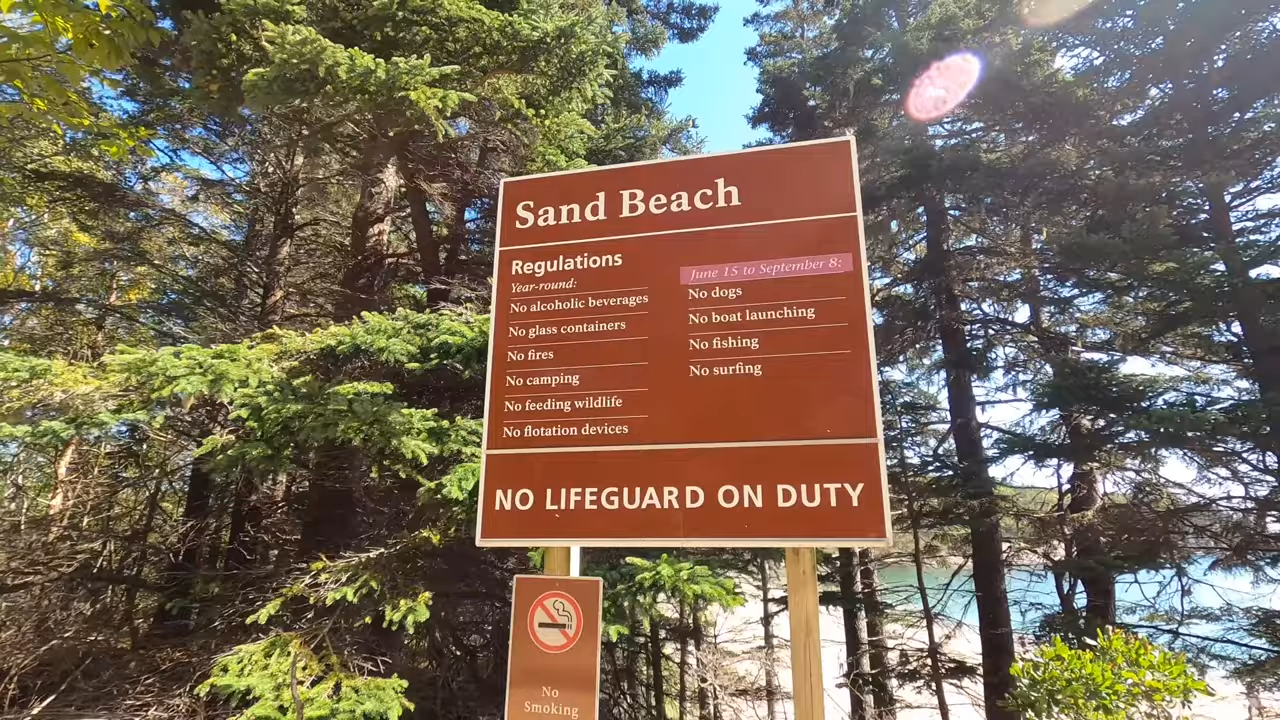 Sand Beach
Regulations
Year-round:
No alcoholic beverages
No glass containers
No fires
No camping
No feeding wildlife
No flotation devices
June 15 to September 8:
No dogs
No boat launching
No fishing
No surfing
NO LIFEGUARD ON DUTY
No
Smoking